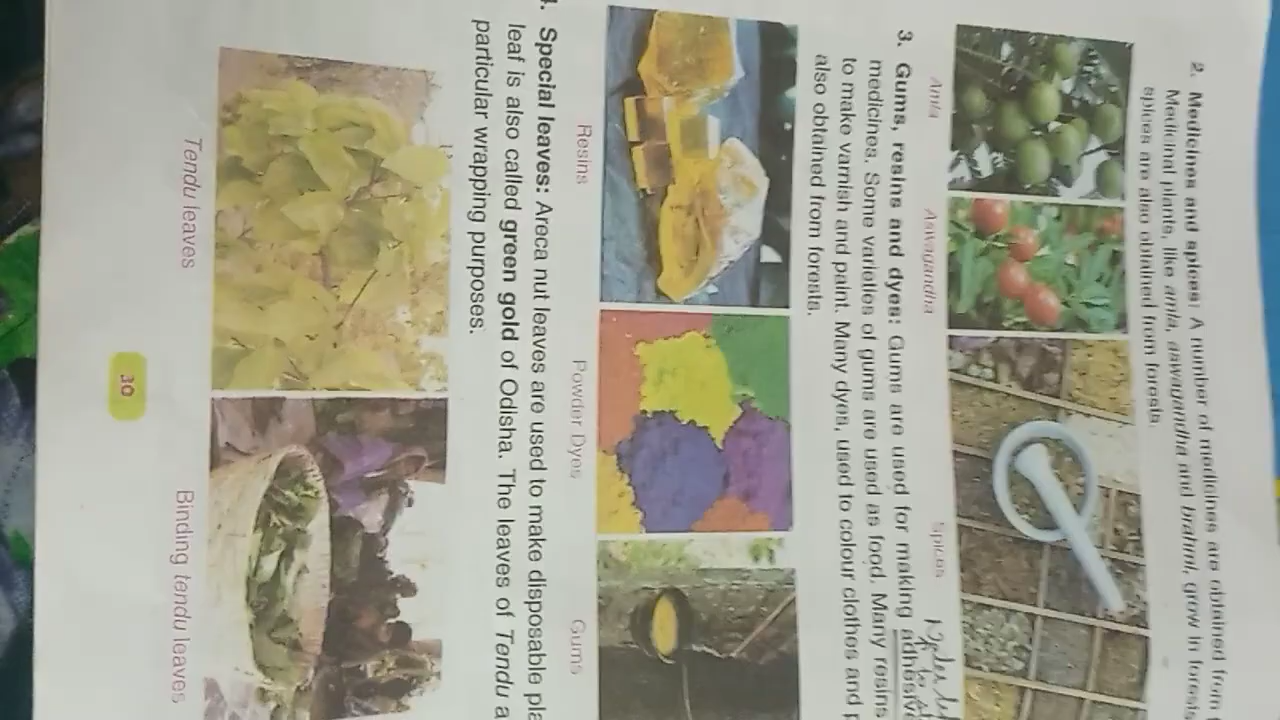 2. Medicines and spices: A number of medicines are obtained from
Medicinal plants, like amla, aswagandha and brahmi, grow in forests
spices are also obtained from forests.
Amla Aswagandha Spices
3. Gums, resins and dyes: Gums are used for making adhesiv
medicines. Some varieties of gums are used as food. Many resins
to make varnish and paint. Many dyes, used to colour clothes and p
also obtained from forests.
Resins Powder Dyes Gums
4. Special leaves: Areca nut leaves are used to make disposable pla
leaf is also called green gold of Odisha. The leaves of Tendu a
particular wrapping purposes.
Tendu leaves Binding tendu leaves
30